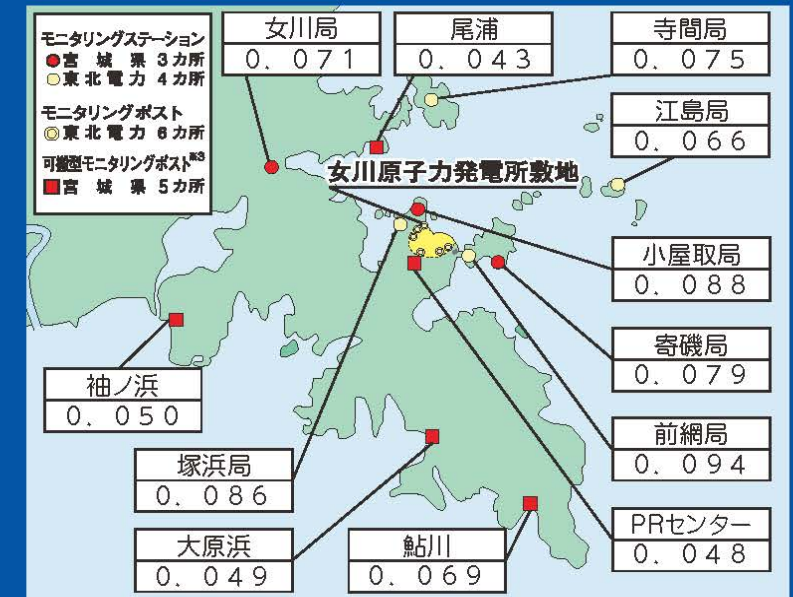 モニタリングステーション
●宮城県 3カ所
○東北電力 4カ所
モニタリングポスト
◎東北電力 6カ所
可搬型モニタリングポスト※3
■宮城県 5カ所
女川局
0.071
尾浦
0.043
寺間局
0.075
江島局
0.066
女川原子力発電所敷地
小屋取局
0.088
寄磯局
0.079
前網局
0.094
PRセンター
0.048
袖ノ浜
0.050
塚浜局
0.086
大原浜
0.049
鮎川
0.069